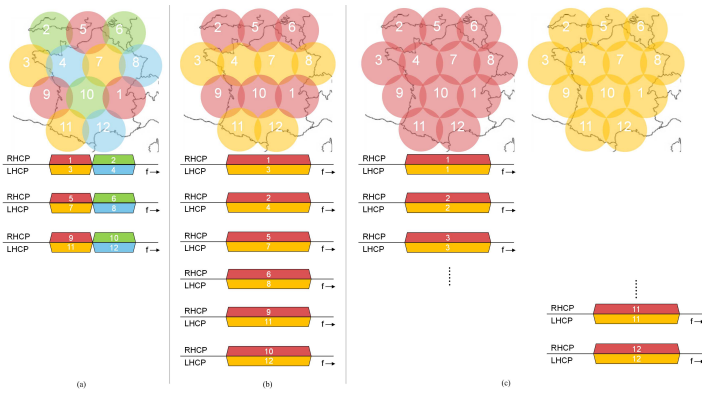 2 5 6
3 4 7 8
9 10 1
11 12
RHCP 1 2
LHCP 3 4 f→
RHCP 5 6
LHCP 7 8 f→
RHCP 9 10
LHCP 11 12 f→
(a)
2 5 6
3 4 7 8
9 10 1
11 12
RHCP 1
LHCP 3 f→
RHCP 2
LHCP 4 f→
RHCP 5
LHCP 7 f→
RHCP 6
LHCP 8 f→
RHCP 9
LHCP 11 f→
RHCP 10
LHCP 12 f→
(b)
2 5 6
3 4 7 8
9 10 1
11 12
2 5 6
3 4 7 8
9 10 1
11 12
RHCP 1
LHCP 1 f→
RHCP 2
LHCP 2 f→
RHCP 3
LHCP 3 f→
RHCP 11
LHCP 11 f→
RHCP 12
LHCP 12 f→
(c)